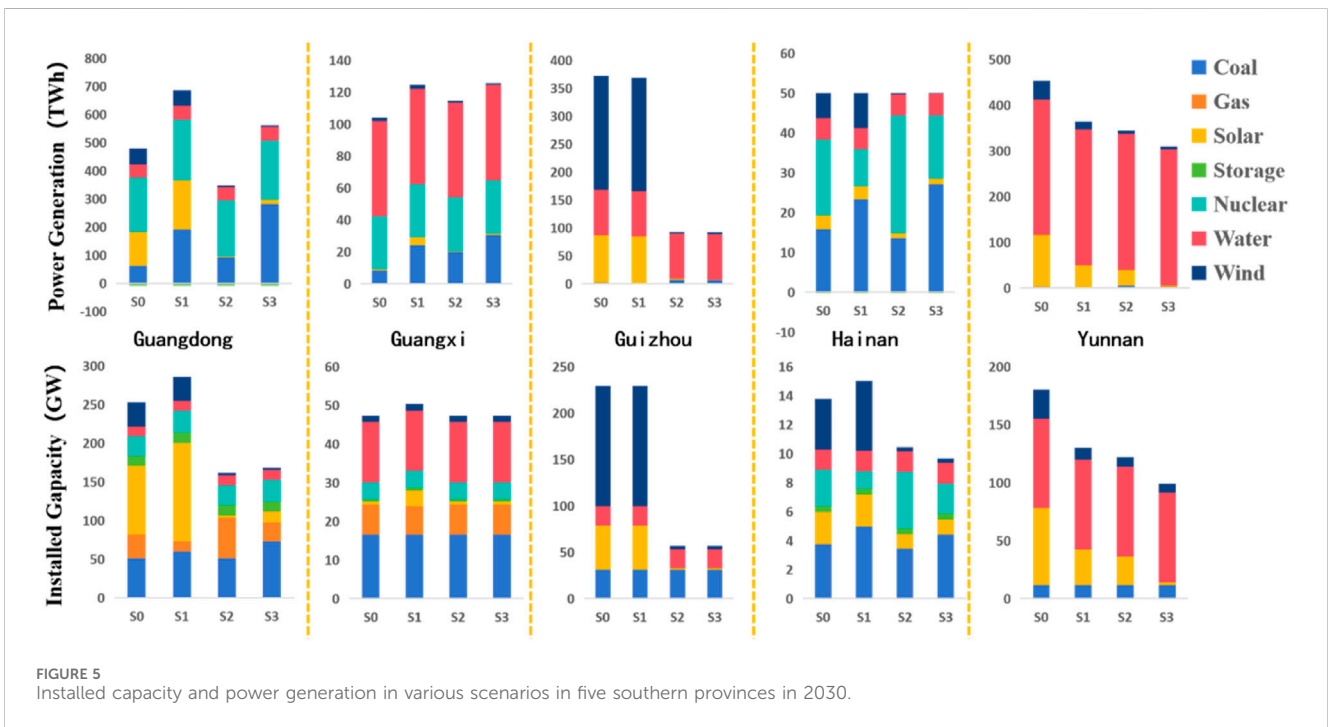 Power Generation (TWh)
800
700
600
500
400
300
200
100
0
-100
S0 S1 S2 S3
Guangdong
140
120
100
80
60
40
20
0
S0 S1 S2 S3
Guangxi
400
350
300
250
200
150
100
50
0
S0 S1 S2 S3
Guizhou
60
50
40
30
20
10
0
-10
S0 S1 S2 S3
Hainan
500
400
300
200
100
0
S0 S1 S2 S3
Yunnan
Coal
Gas
Solar
Storage
Nuclear
Water
Wind
Installed Gapacity (GW)
300
250
200
150
100
50
0
S0 S1 S2 S3
60
50
40
30
20
10
0
S0 S1 S2 S3
250
200
150
100
50
0
S0 S1 S2 S3
16
14
12
10
8
6
4
2
0
S0 S1 S2 S3
200
150
100
50
0
S0 S1 S2 S3
FIGURE 5
Installed capacity and power generation in various scenarios in five southern provinces in 2030.